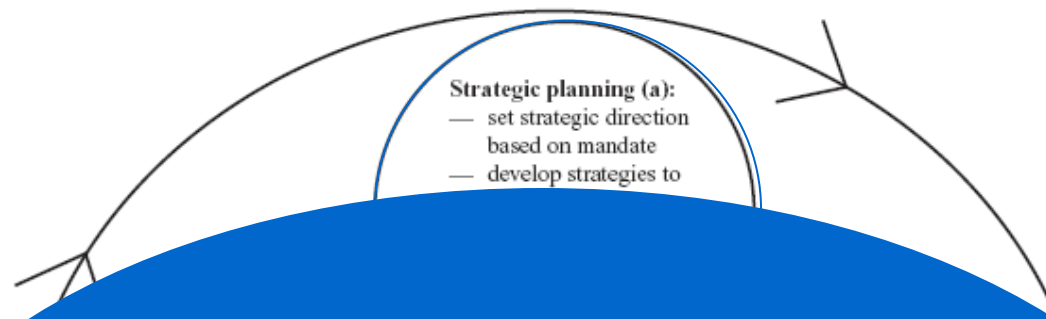 Strategic planning (a):
— set strategic direction
based on mandate
— develop strategies to